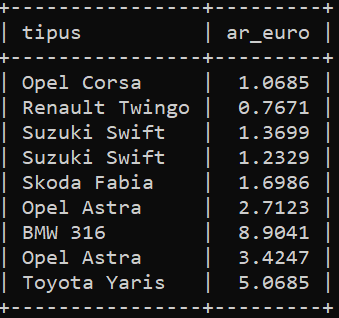 +----------------+---------+
| tipus          | ar_euro |
+----------------+---------+
| Opel Corsa     |  1.0685 |
| Renault Twingo |  0.7671 |
| Suzuki Swift   |  1.3699 |
| Suzuki Swift   |  1.2329 |
| Skoda Fabia    |  1.6986 |
| Opel Astra     |  2.7123 |
| BMW 316        |  8.9041 |
| Opel Astra     |  3.4247 |
| Toyota Yaris   |  5.0685 |
+----------------+---------+